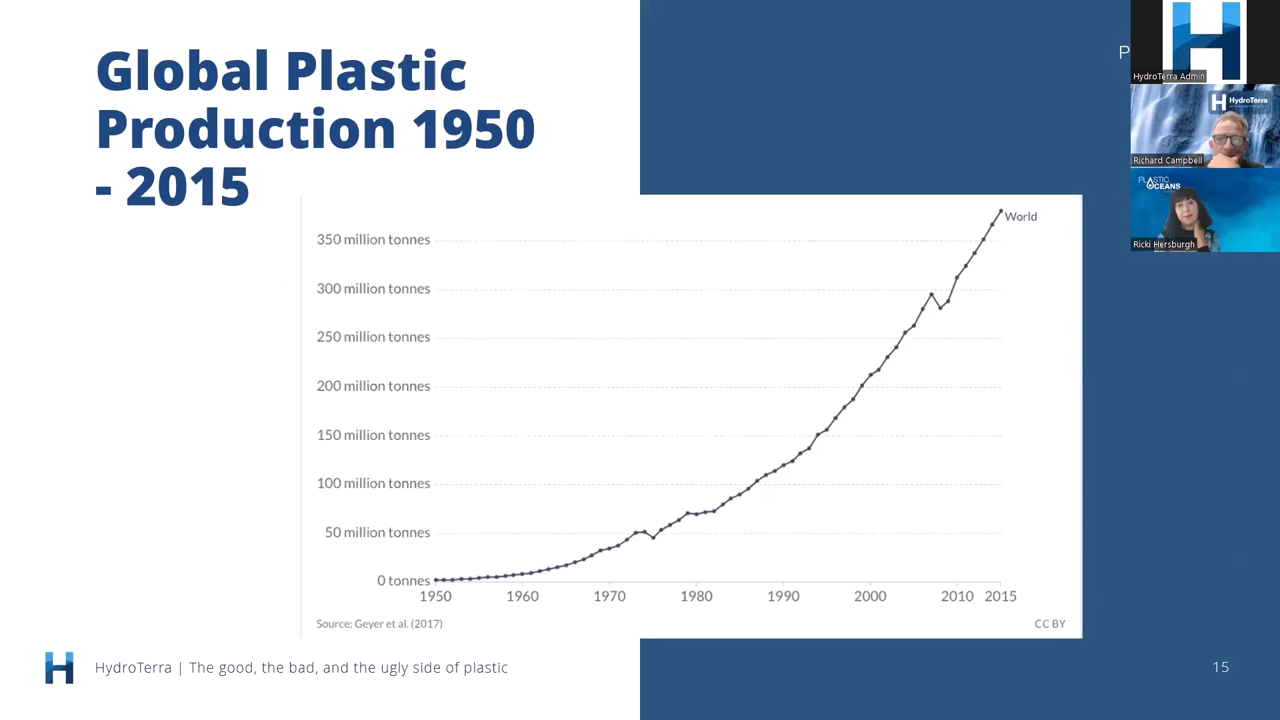 Global Plastic
Production 1950
- 2015
P
HydroTerra Admin
HydroTerra
Richard Campbell
PLASTIC
OCEANS
Ricki Hersburgh
World
350 million tonnes
300 million tonnes
250 million tonnes
200 million tonnes
150 million tonnes
100 million tonnes
50 million tonnes
0 tonnes
1950 1960 1970 1980 1990 2000 2010 2015
Source: Geyer et al. (2017) CC BY
HydroTerra | The good, the bad, and the ugly side of plastic 15